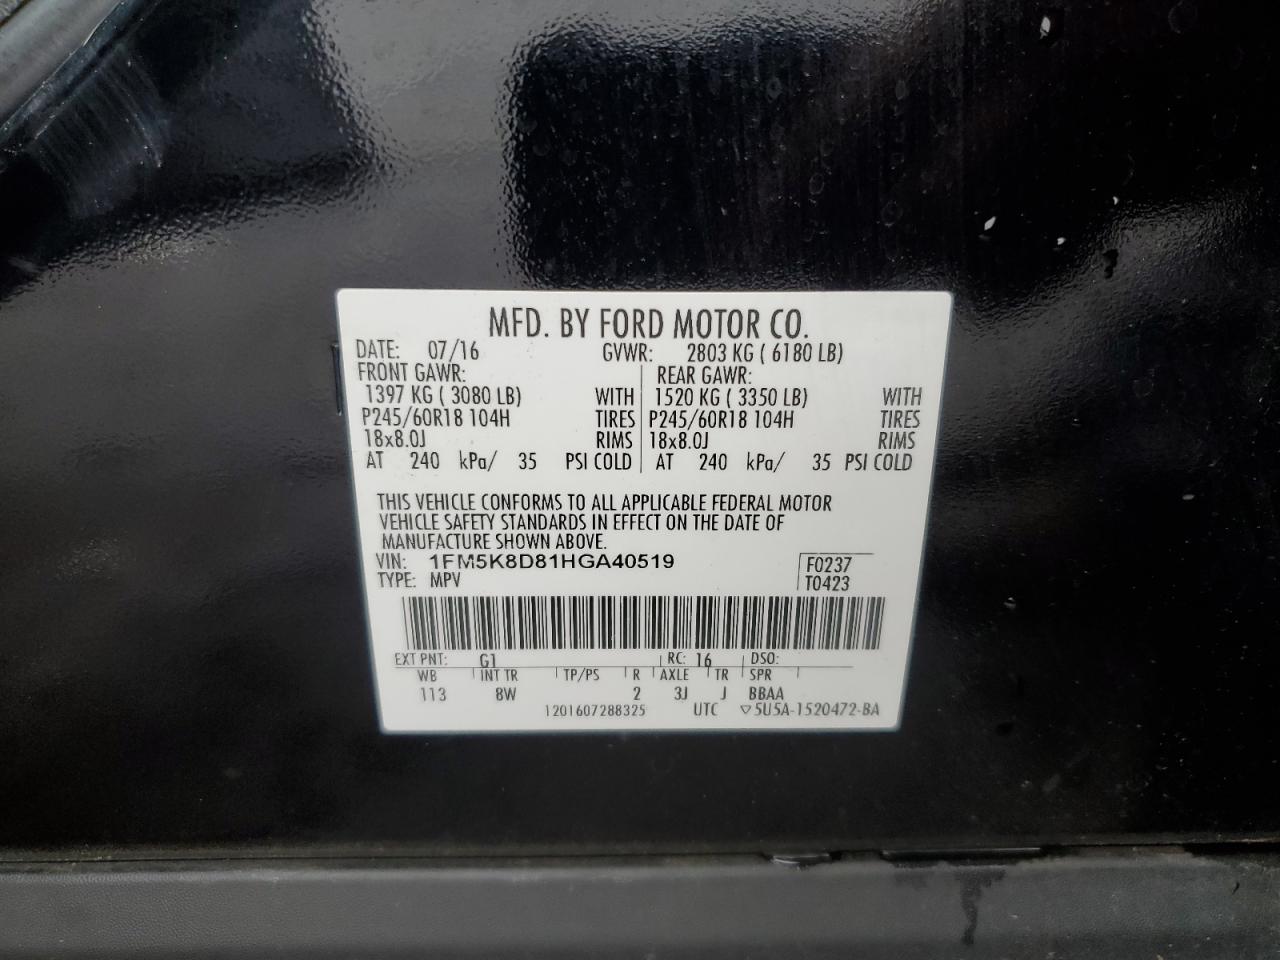 MFD. BY FORD MOTOR CO.
DATE: 07/16 GVWR: 2803 KG ( 6180 LB)
FRONT GAWR: REAR GAWR:
1397 KG ( 3080 LB) WITH 1520 KG ( 3350 LB) WITH
P245/60R18 104H TIRES P245/60R18 104H TIRES
18x8.0J RIMS 18x8.0J RIMS
AT 240 kPa/ 35 PSI COLD AT 240 kPa/ 35 PSI COLD
THIS VEHICLE CONFORMS TO ALL APPLICABLE FEDERAL MOTOR
VEHICLE SAFETY STANDARDS IN EFFECT ON THE DATE OF
MANUFACTURE SHOWN ABOVE.
VIN: 1FM5K8D81HGA40519 F0237
TYPE: MPV T0423
EXT PNT: G1 RC: 16 DSO:
WB INT TR TP/PS R AXLE TR SPR
113 8W 2 3J J BBAA
1201607288325 UTC ▽5U5A-1520472-BA